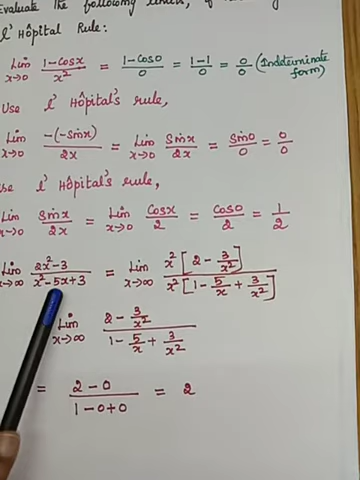 Evaluate The following limits,
l' Hôpital Rule:
Lim x→0 1-Cosx/x² = 1-Cos0/0 = 1-1/0 = 0/0 (Indeterminate form)
Use l' Hôpital's rule,
Lim x→0 -(-sinx)/2x = Lim x→0 Sinx/2x = Sin0/0 = 0/0
Use l' Hôpital's rule,
Lim x→0 Sinx/2x = Lim x→0 Cosx/2 = Cos0/2 = 1/2
Lim x→∞ 2x²-3/x²-5x+3 = Lim x→∞ x²[2 - 3/x²]/x²[1 - 5/x + 3/x²]
Lim x→∞ 2 - 3/x²/1 - 5/x + 3/x²
= 2-0/1-0+0 = 2